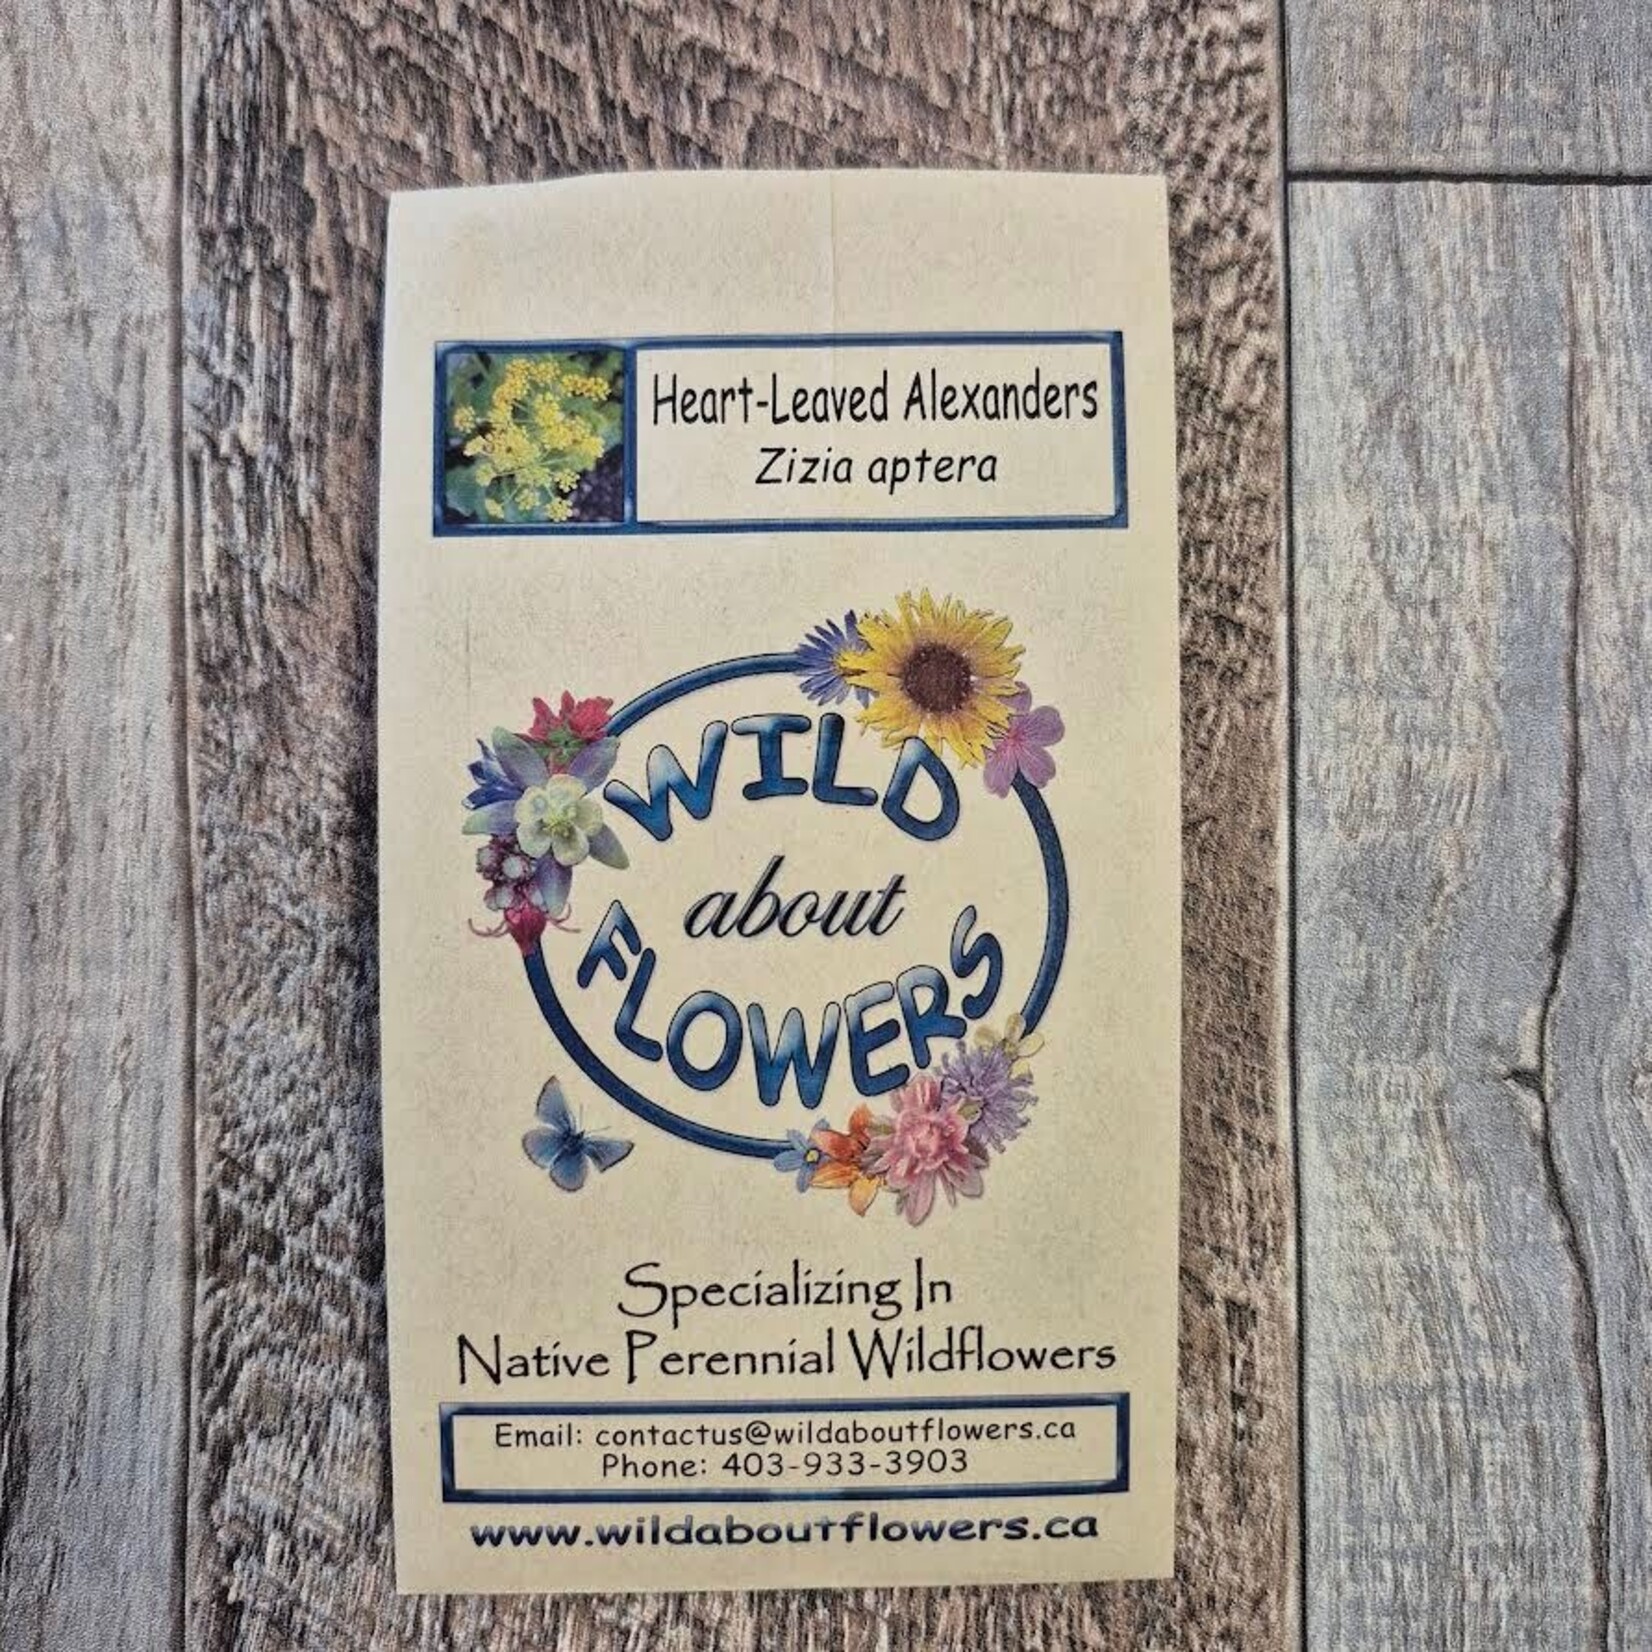 Heart-Leaved Alexanders
Zizia aptera
WILD
about
FLOWERS
Specializing In
Native Perennial Wildflowers
Email: contactus@wildaboutflowers.ca
Phone: 403-933-3903
www.wildaboutflowers.ca